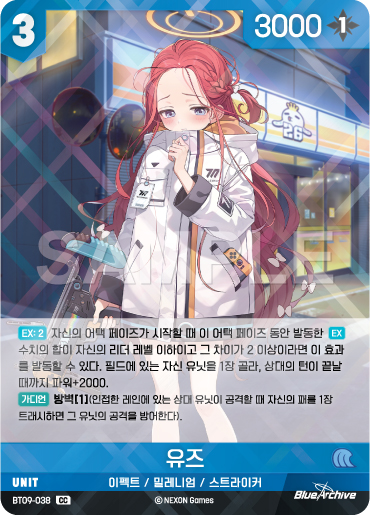 3
3000 1
26
SAMPLE
EX: 2 자신의 어택 페이즈가 시작할 때 이 어택 페이즈 동안 발동한 EX
수치의 합이 자신의 리더 레벨 이하이고 그 차이가 2 이상이라면 이 효과
를 발동할 수 있다. 필드에 있는 자신 유닛을 1장 골라, 상대의 턴이 끝날
때까지 파워+2000.
가디언 방벽[1](인접한 레인에 있는 상대 유닛이 공격할 때 자신의 패를 1장
트래시하면 그 유닛의 공격을 방어한다).
유즈
UNIT 이펙트 / 밀레니엄 / 스트라이커
BT09-038 CC ⓒ NEXON Games BlueArchive